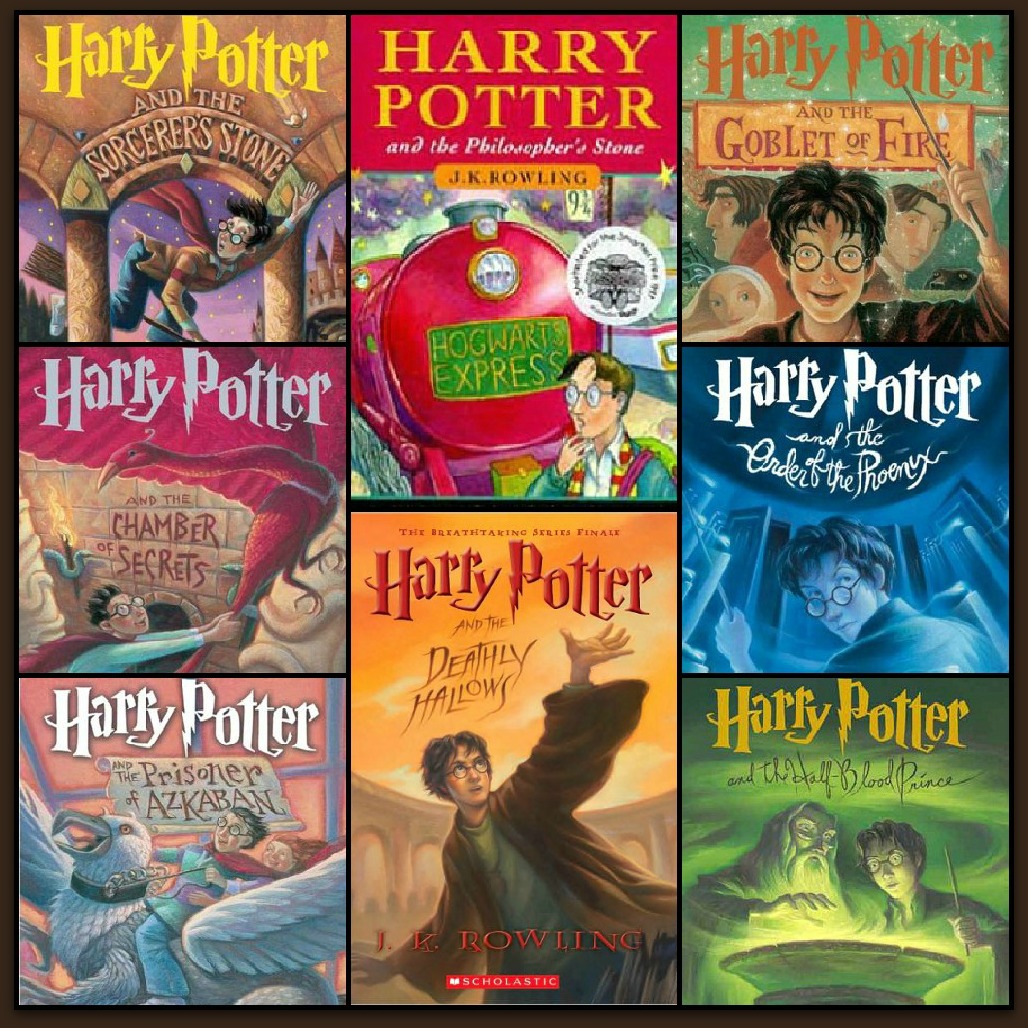 Harry Potter
AND THE
SORCERER'S STONE
HARRY
POTTER
and the Philosopher's Stone
J.K.ROWLING
9¾
HOGWARTS
EXPRESS
Harry Potter
AND THE
GOBLET OF FIRE
Harry Potter
AND THE
CHAMBER
OF SECRETS
Harry Potter
and the
Order of the Phoenix
Harry Potter
AND THE Prisoner
of AZKABAN
THE BREATHTAKING SERIES FINALE
Harry Potter
AND THE
DEATHLY
HALLOWS
J. K. ROWLING
SCHOLASTIC
Harry Potter
and the Half-Blood Prince